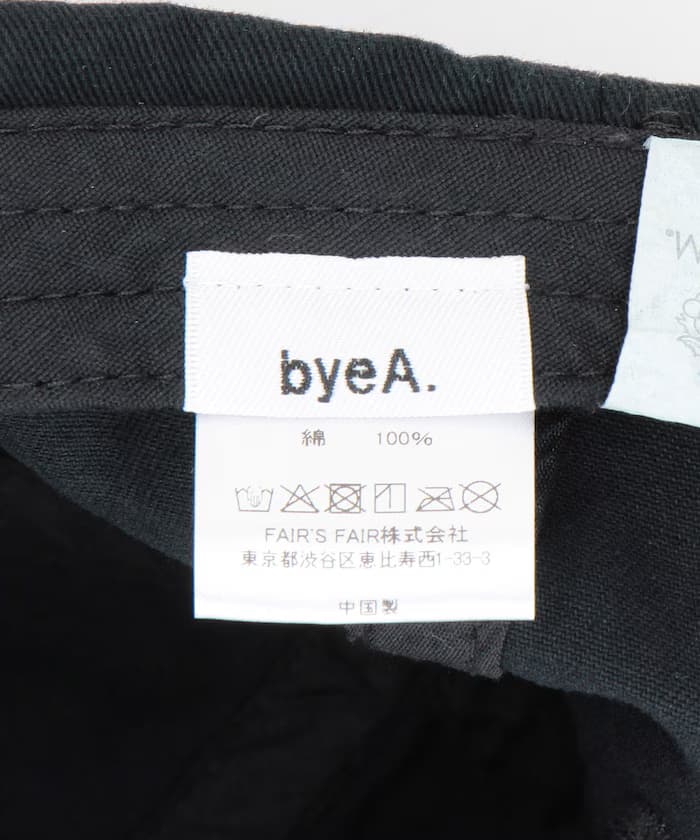 byeA.
綿 100%
FAIR'S FAIR株式会社
東京都渋谷区恵比寿西1-33-3
中国製
M.